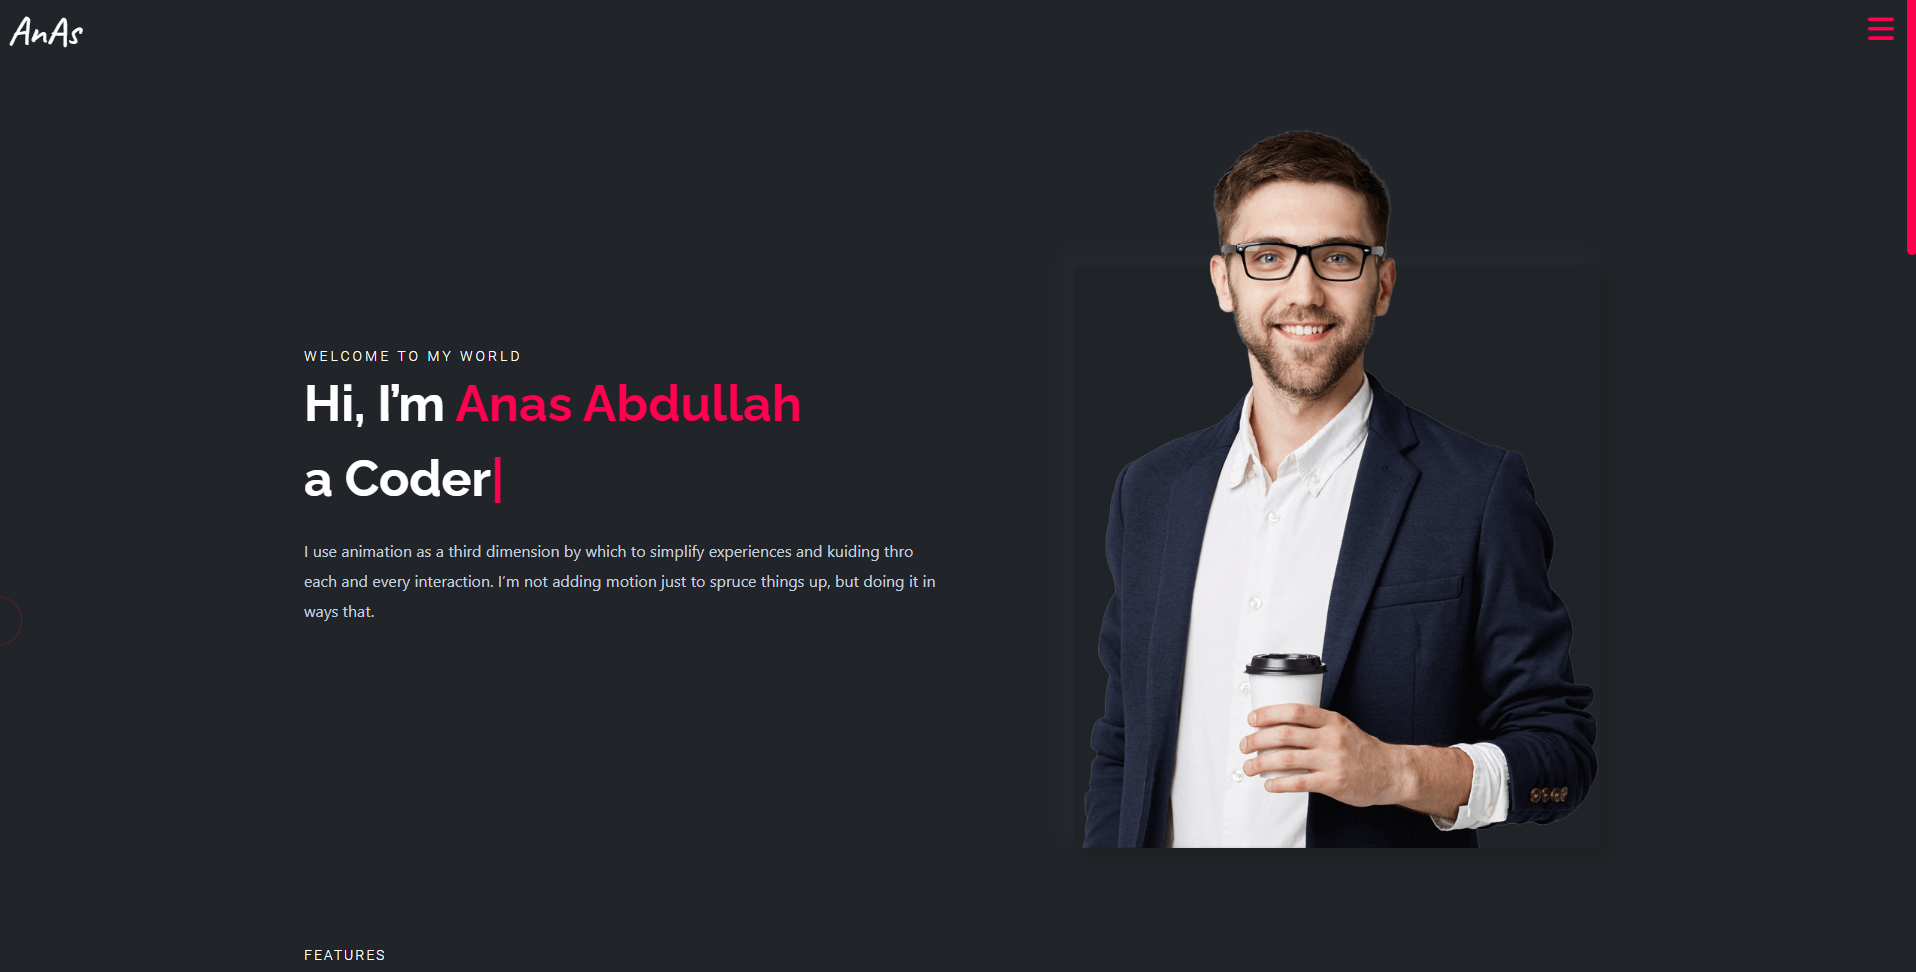 AnAs
WELCOME TO MY WORLD
Hi, I’m Anas Abdullah
a Coder|
I use animation as a third dimension by which to simplify experiences and kuiding thro
each and every interaction. I’m not adding motion just to spruce things up, but doing it in
ways that.
FEATURES